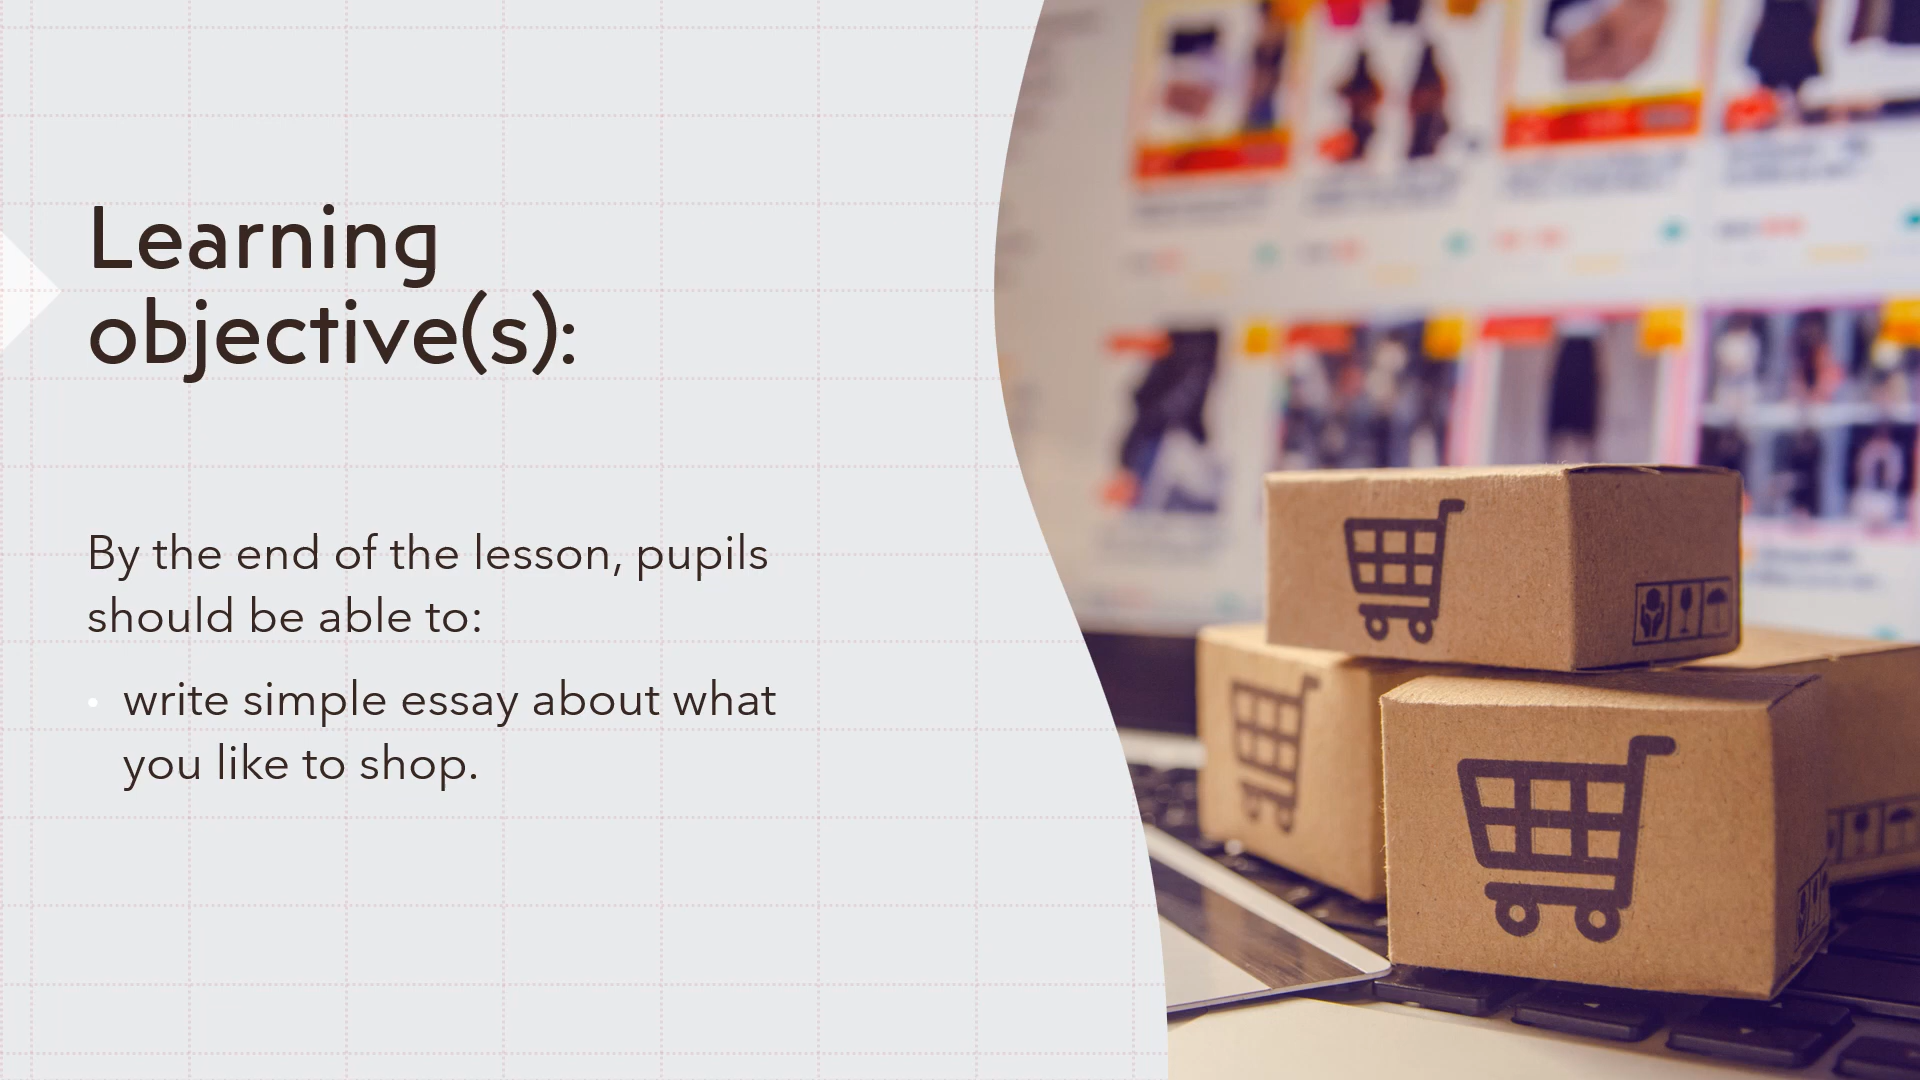 Learning
objective(s):
By the end of the lesson, pupils
should be able to:
• write simple essay about what
you like to shop.